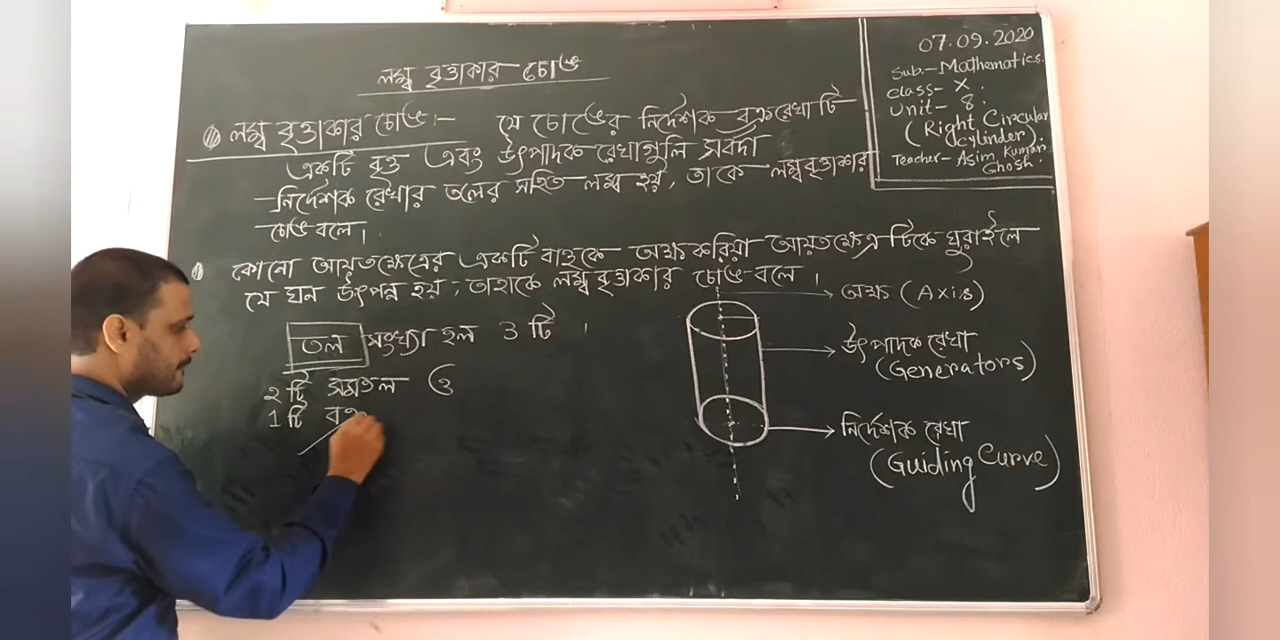 লম্ব বৃত্তাকার চোঙ
লম্ব বৃত্তাকার চোঙ:- যে চোঙের নির্দেশক বক্ররেখাটি
একটি বৃত্ত এবং উৎপাদক রেখাগুলি সর্বদা
নির্দেশক রেখার তলের সহিত লম্ব হয়, তাকে লম্ববৃত্তাকার
চোঙ বলে।
কোনো আয়তক্ষেত্রের একটি বাহুকে অক্ষ করিয়া আয়তক্ষেত্রটিকে ঘুরাইলে
যে ঘন উৎপন্ন হয়, তাহাকে লম্ববৃত্তাকার চোঙ বলে।
তল সংখ্যা হল 3 টি।
2 টি সমতল ও
1 টি বক্র
07.09.2020
Sub.- Mathematics.
Class- X.
Unit- 8.
(Right Circular
Cylinder).
Teacher- Asim Kumar
Ghosh.
অক্ষ (Axis)
উৎপাদক রেখা
(Generators)
নির্দেশক রেখা
(Guiding Curve)